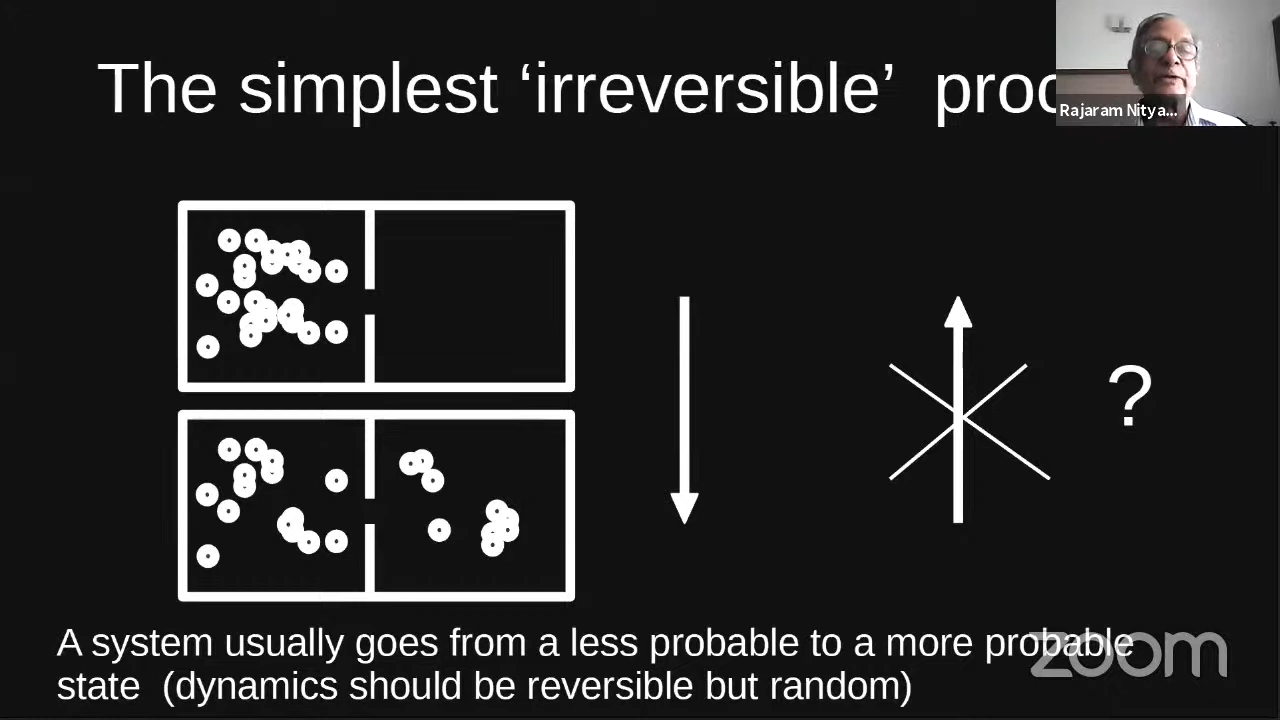 The simplest ‘irreversible’ proc
Rajaram Nitya...
?
A system usually goes from a less probable to a more probable
state (dynamics should be reversible but random)
zoom